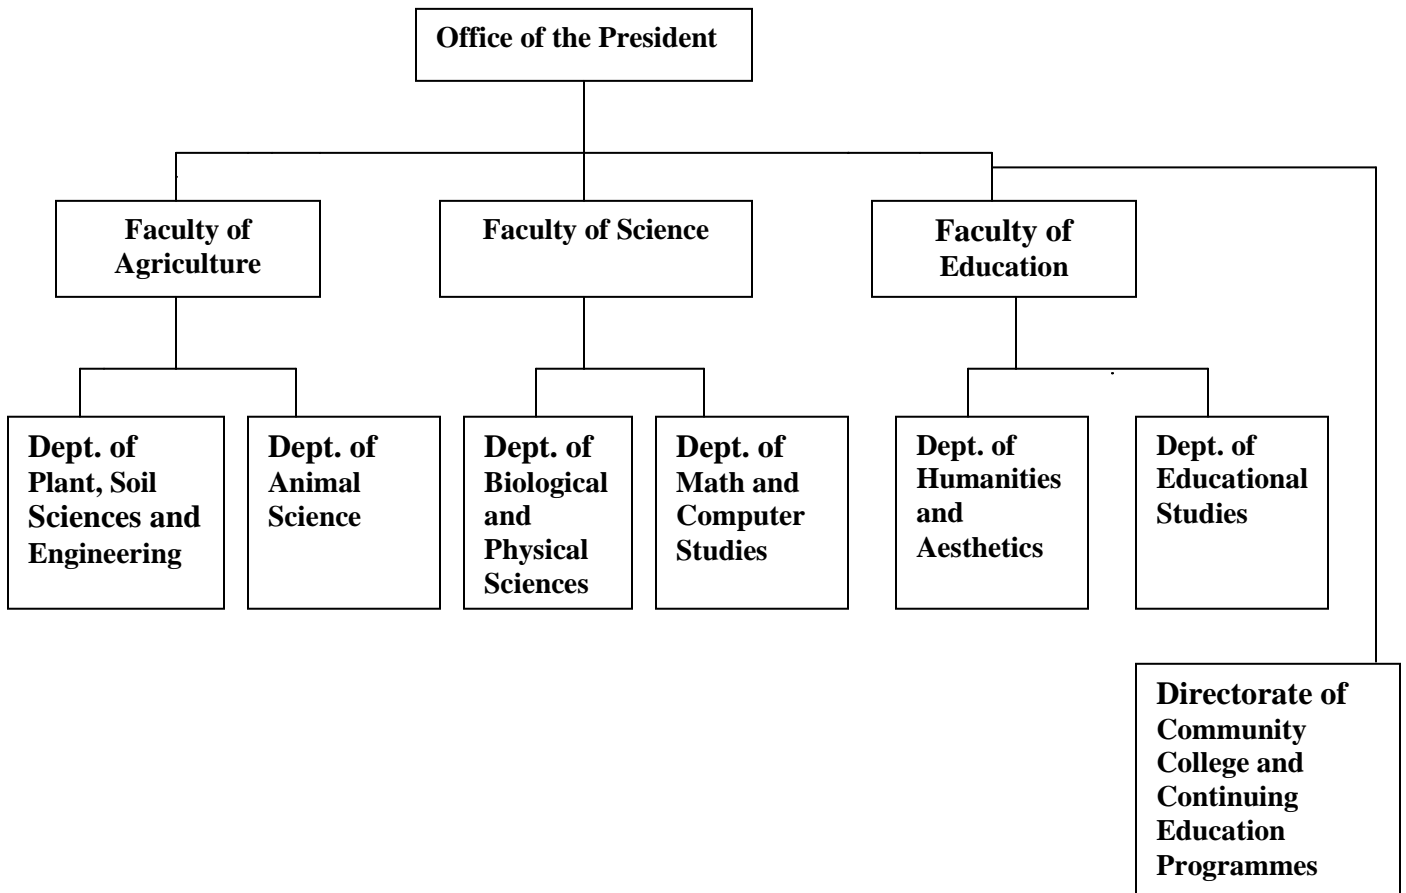 Office of the President
Faculty of
Agriculture
Faculty of Science
Faculty of
Education
Dept. of
Plant, Soil
Sciences and
Engineering
Dept. of
Animal
Science
Dept. of
Biological
and
Physical
Sciences
Dept. of
Math and
Computer
Studies
Dept. of
Humanities
and
Aesthetics
Dept. of
Educational
Studies
Directorate of
Community
College and
Continuing
Education
Programmes